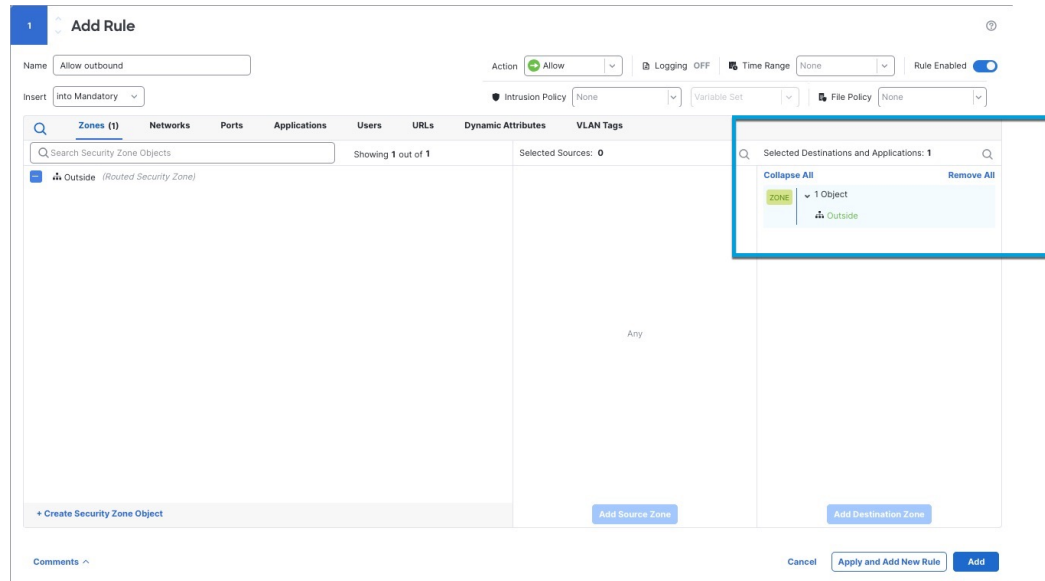 1 Add Rule
Name Allow outbound Action Allow Logging OFF Time Range None Rule Enabled
Insert into Mandatory Intrusion Policy None Variable Set File Policy None
Zones (1) Networks Ports Applications Users URLs Dynamic Attributes VLAN Tags
Search Security Zone Objects Showing 1 out of 1 Selected Sources: 0 Selected Destinations and Applications: 1
Collapse All Remove All
Outside (Routed Security Zone)
ZONE 1 Object
Outside
Any
+ Create Security Zone Object Add Source Zone Add Destination Zone
Comments Cancel Apply and Add New Rule Add